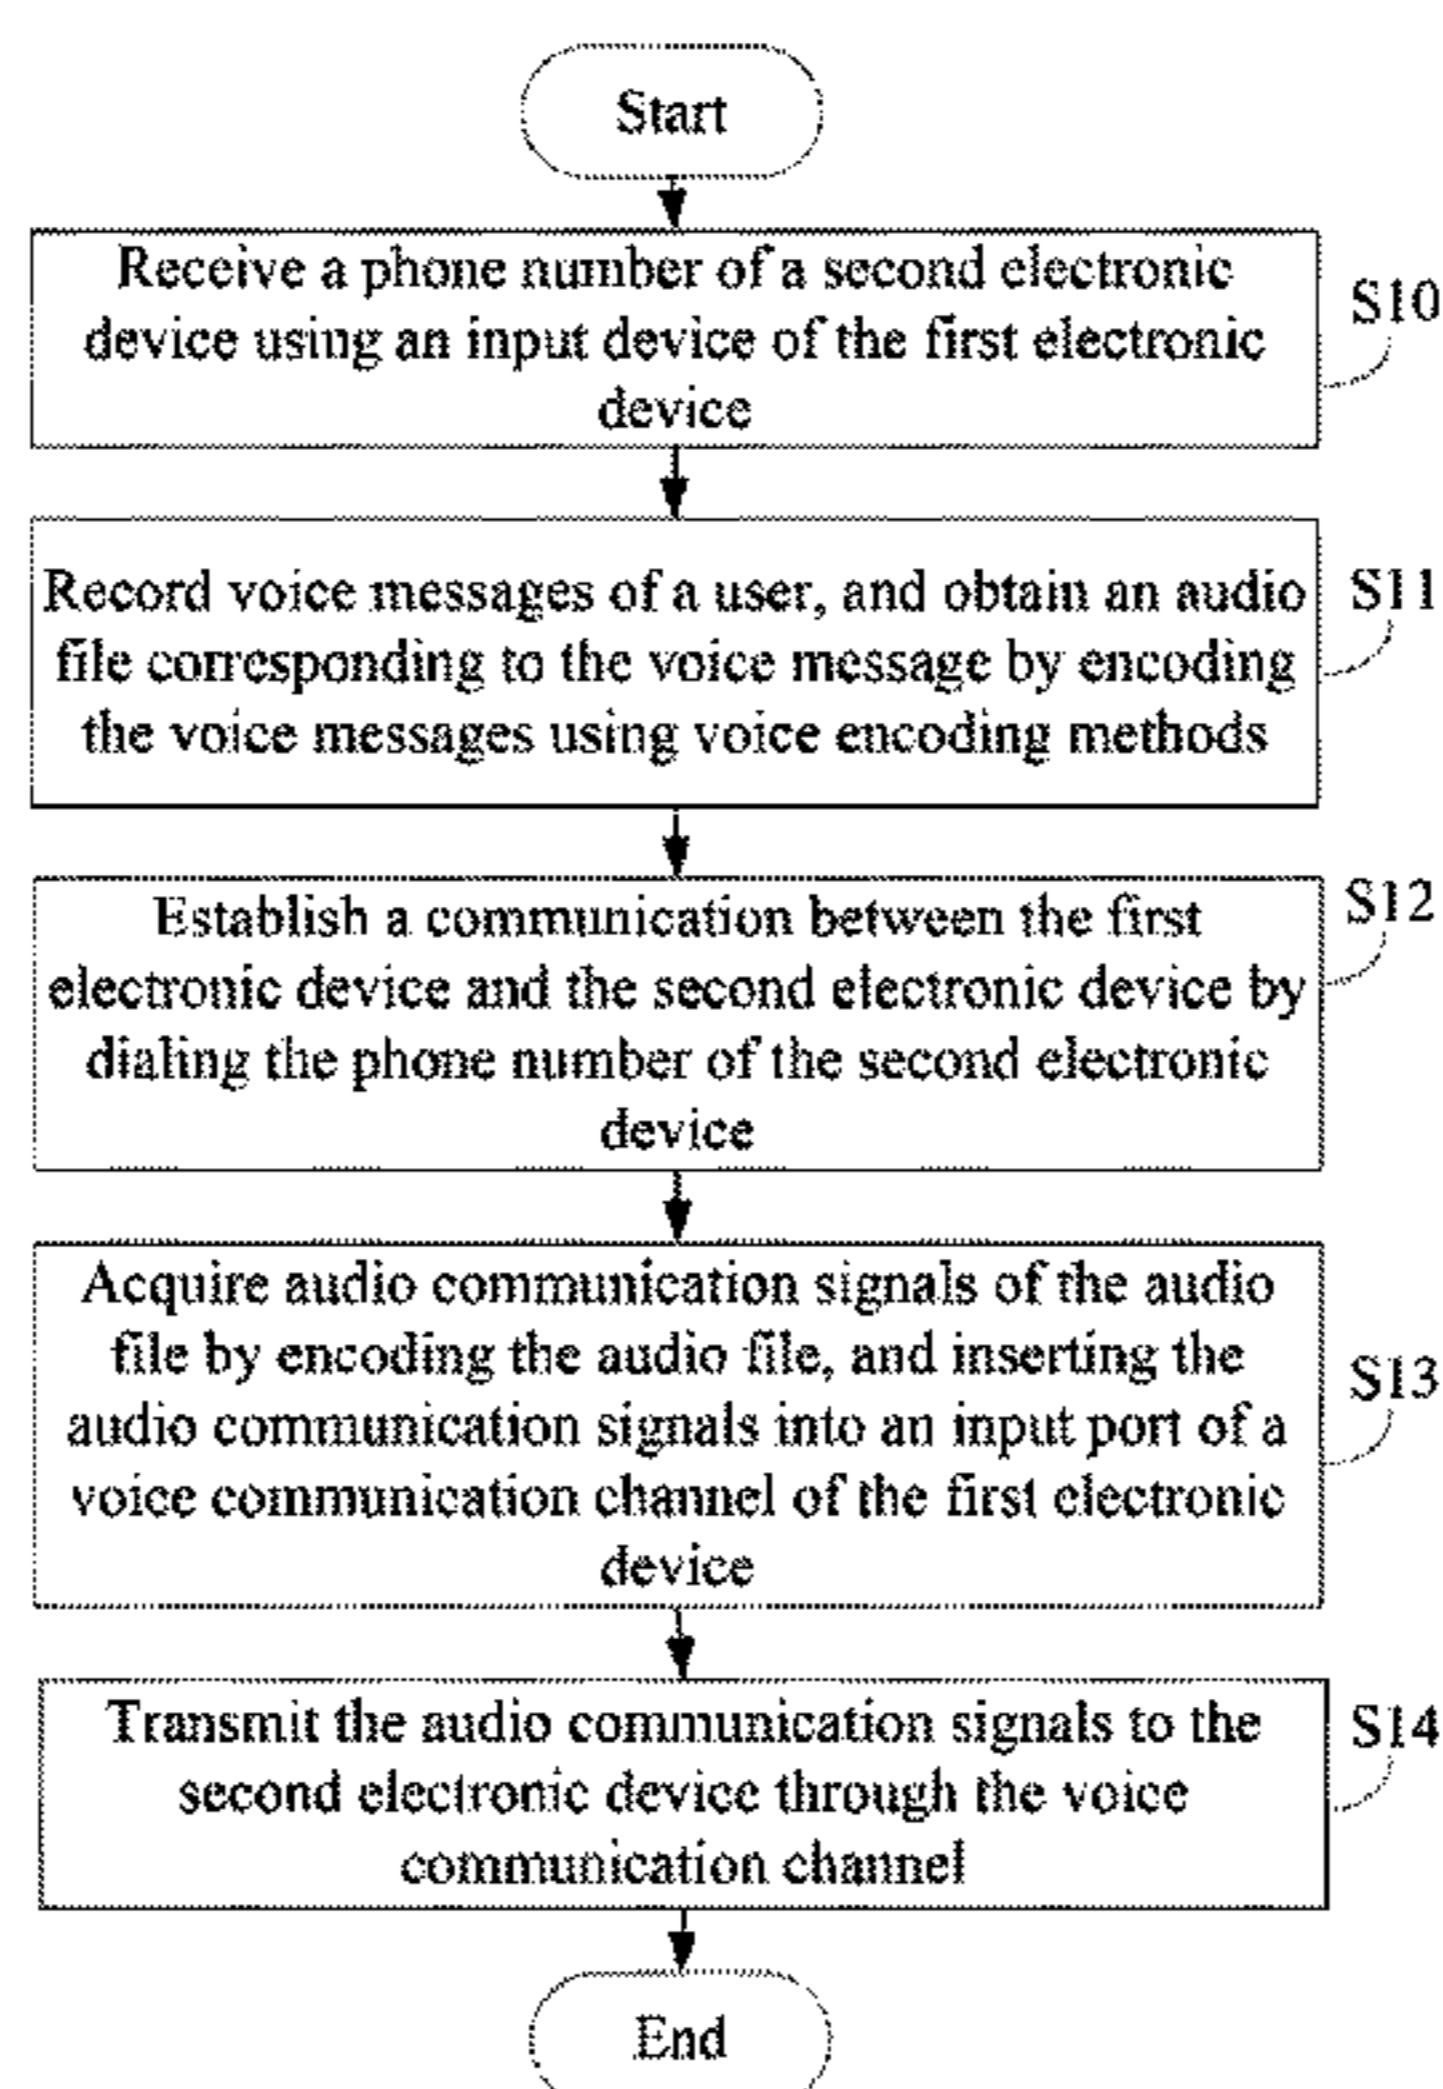 Start
Receive a phone number of a second electronic
device using an input device of the first electronic
device
S10
Record voice messages of a user, and obtain an audio
file corresponding to the voice message by encoding
the voice messages using voice encoding methods
S11
Establish a communication between the first
electronic device and the second electronic device by
dialing the phone number of the second electronic
device
S12
Acquire audio communication signals of the audio
file by encoding the audio file, and inserting the
audio communication signals into an input port of a
voice communication channel of the first electronic
device
S13
Transmit the audio communication signals to the
second electronic device through the voice
communication channel
S14
End